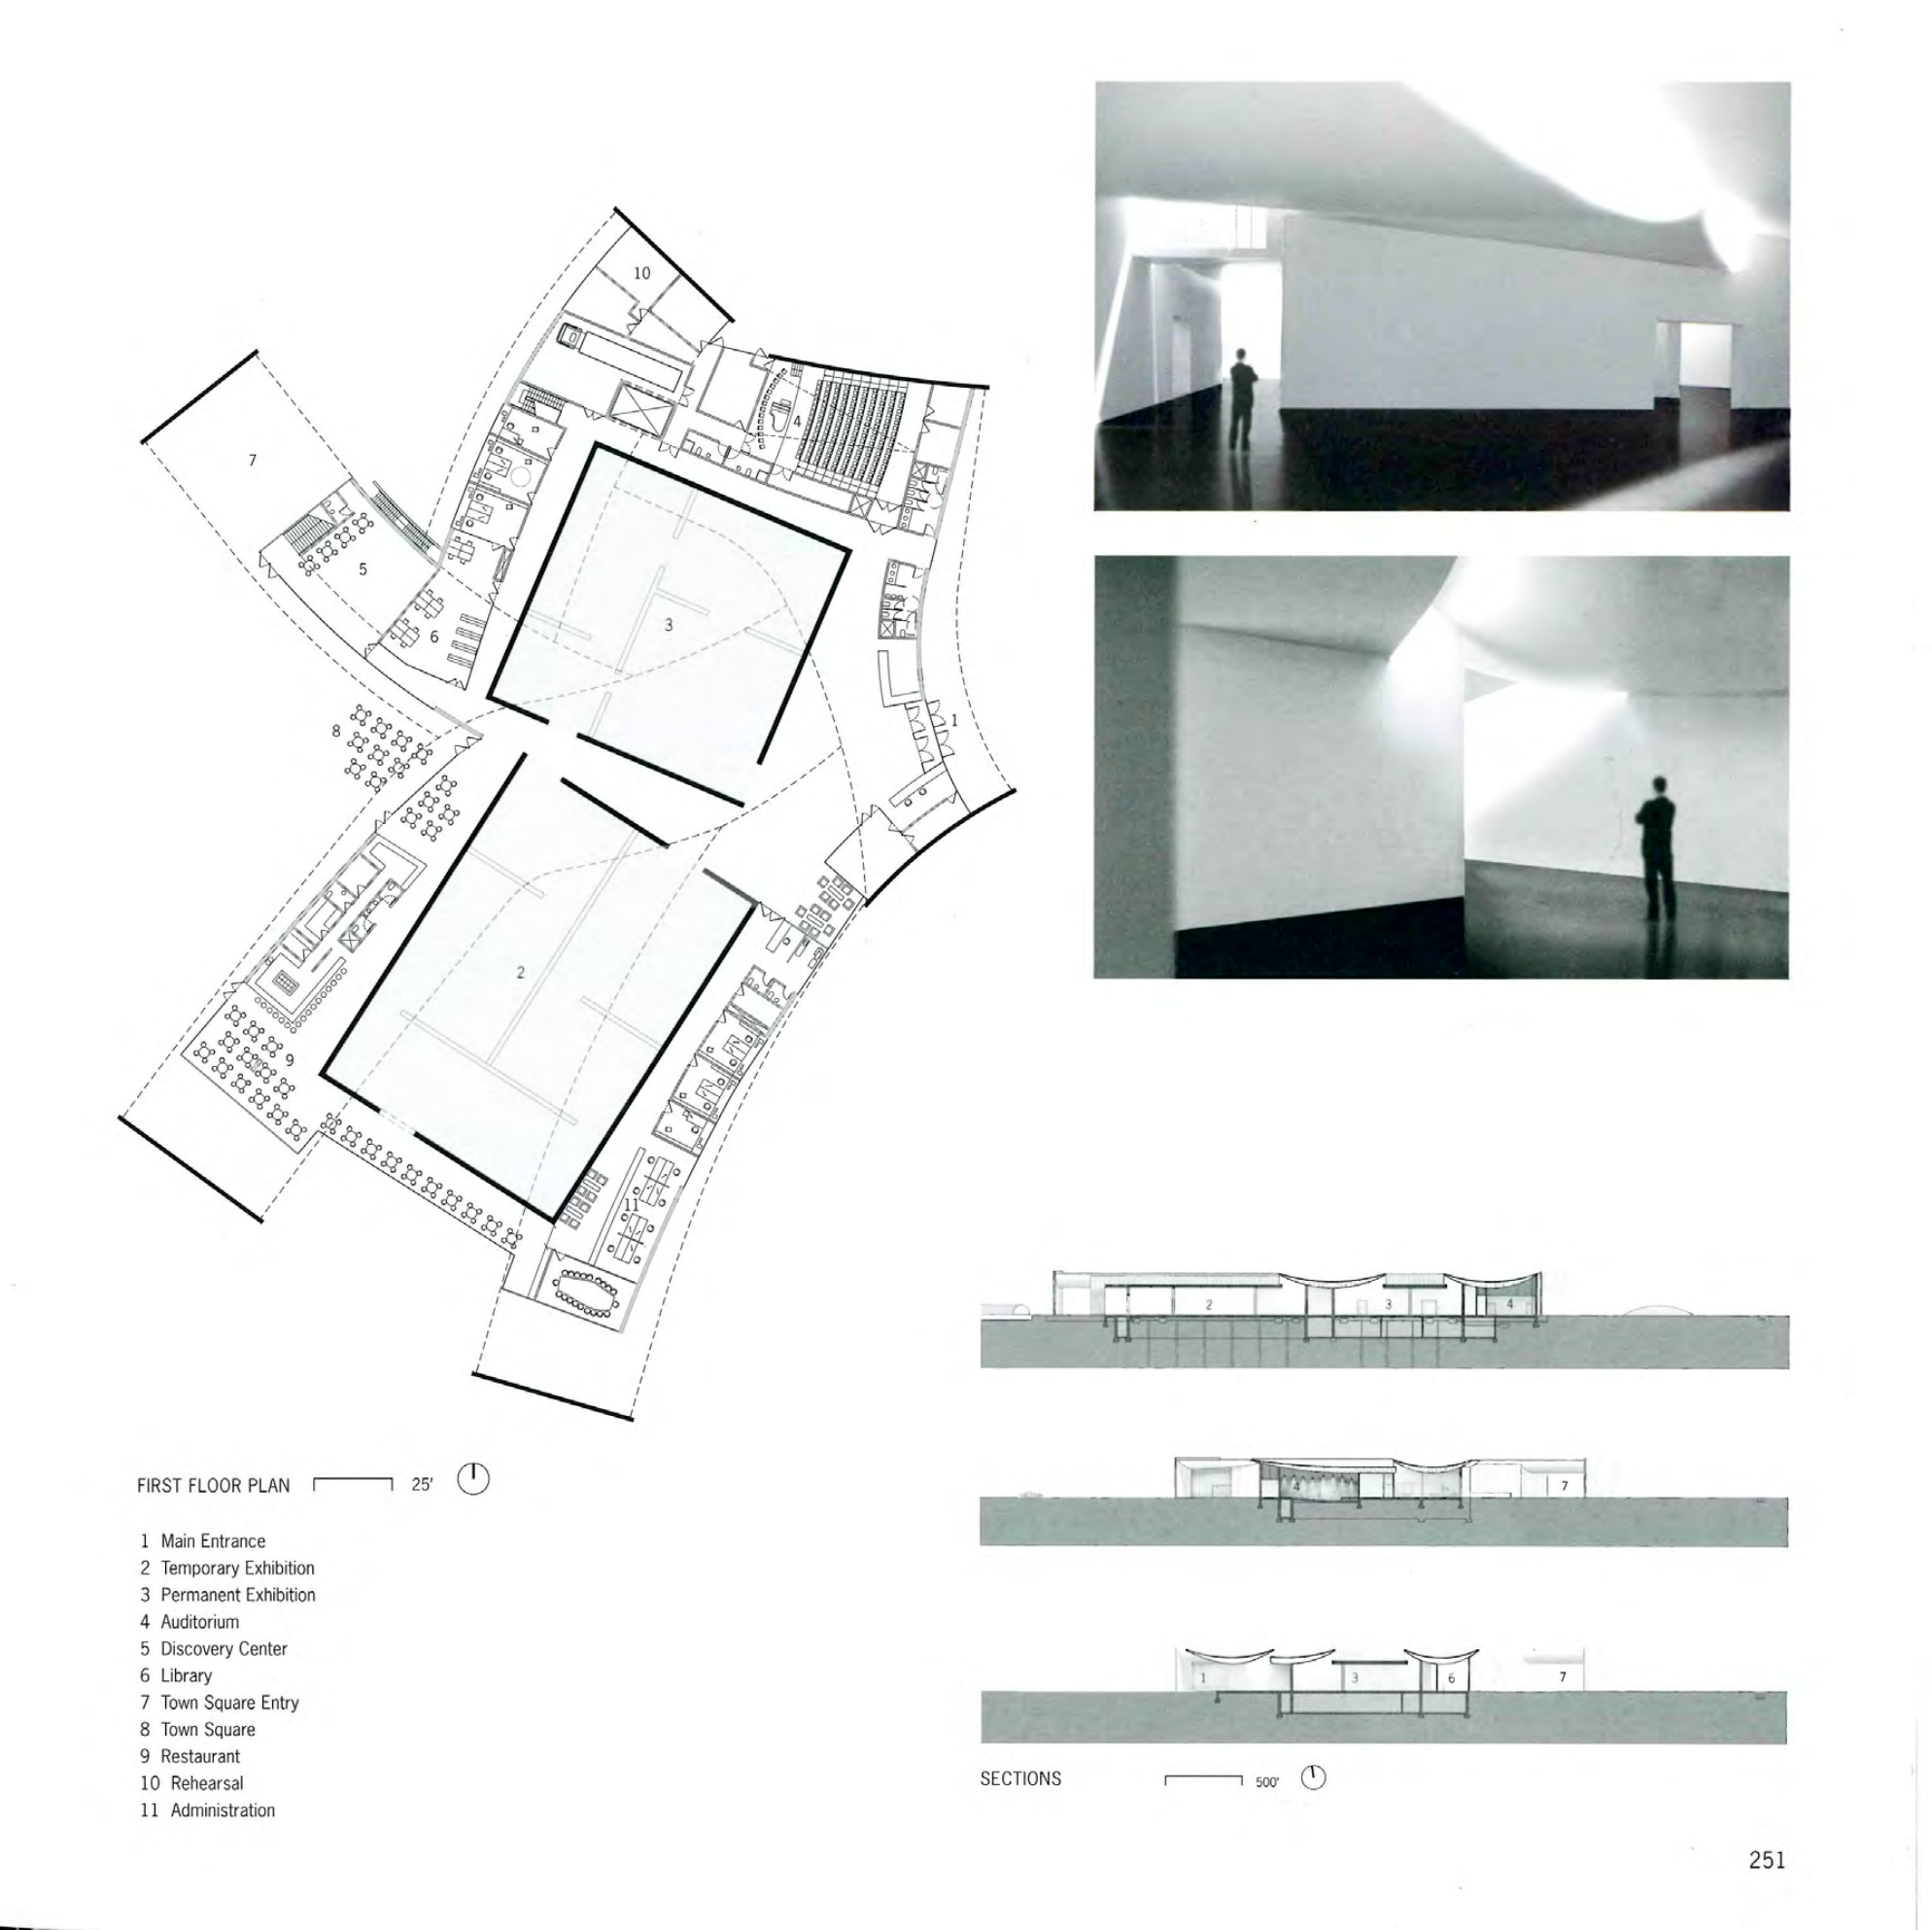 10
7
4
5
3
6
8
1
2
9
11
2 3 4
4 7
1 3 6 7
FIRST FLOOR PLAN 25'
1 Main Entrance
2 Temporary Exhibition
3 Permanent Exhibition
4 Auditorium
5 Discovery Center
6 Library
7 Town Square Entry
8 Town Square
9 Restaurant
10 Rehearsal
11 Administration
SECTIONS 500'
251